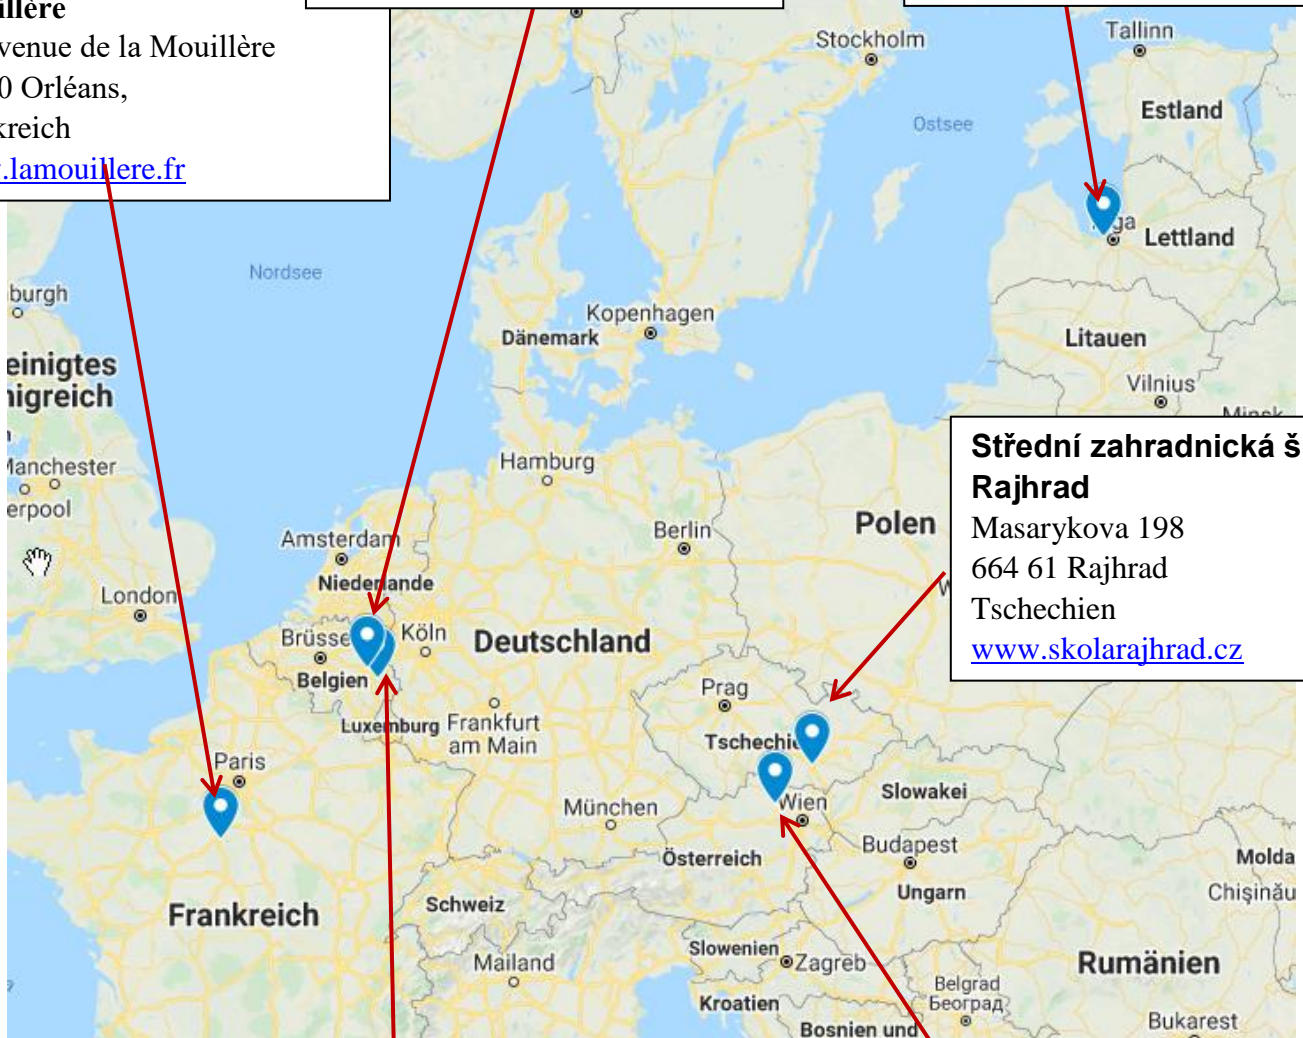 illère
venue de la Mouillère
0 Orléans,
kreich
.lamouillere.fr
Stockholm
Tallinn
Estland
Ostsee
ga
Lettland
Nordsee
burgh
Kopenhagen
Dänemark
Litauen
einigtes
nigreich
Vilnius
Minsk
Střední zahradnická š
Rajhrad
Masarykova 198
664 61 Rajhrad
Tschechien
www.skolarajhrad.cz
Manchester
erpool
Hamburg
Amsterdam
Berlin
Polen
Niederlande
London
Brüsse
Köln
Deutschland
Belgien
Prag
Luxemburg
Frankfurt
am Main
Tschechie
Paris
Slowakei
München
Wien
Budapest
Österreich
Molda
Ungarn
Chișinău
Schweiz
Frankreich
Slowenien
Zagreb
Mailand
Rumänien
Belgrad
Београд
Kroatien
Bosnien und
Bukarest